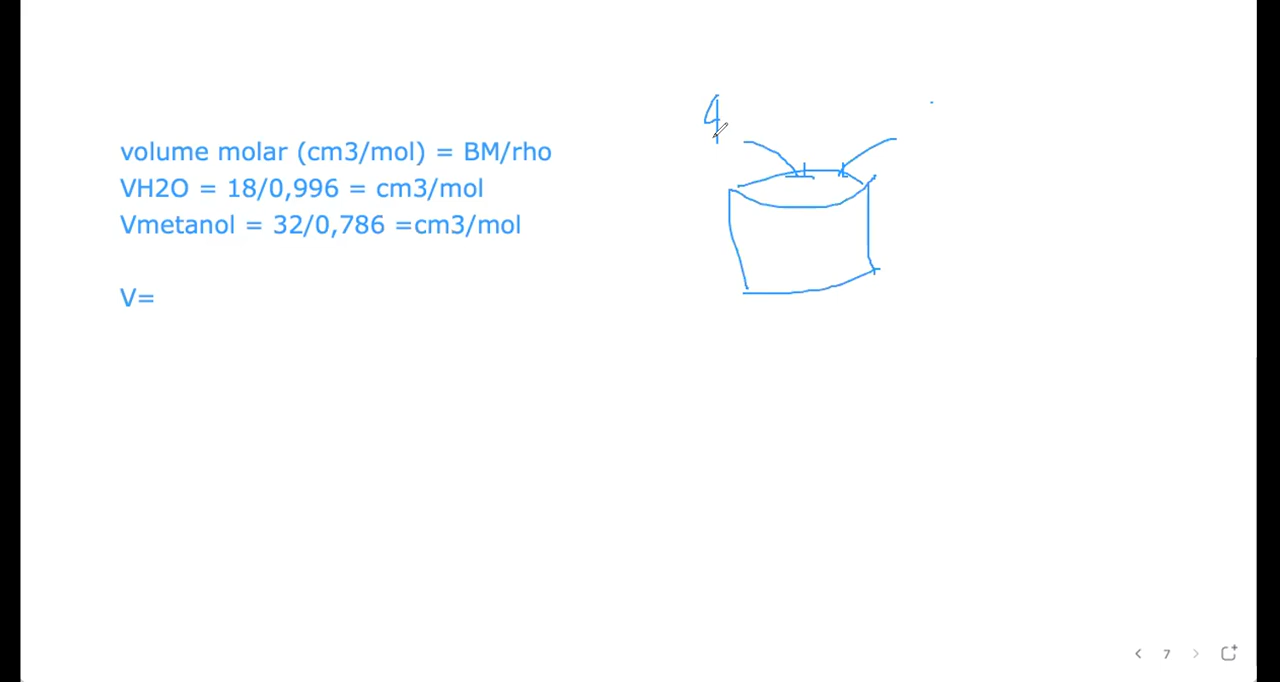 volume molar (cm3/mol) = BM/rho
VH2O = 18/0,996 = cm3/mol
Vmetanol = 32/0,786 =cm3/mol
V=
4
7